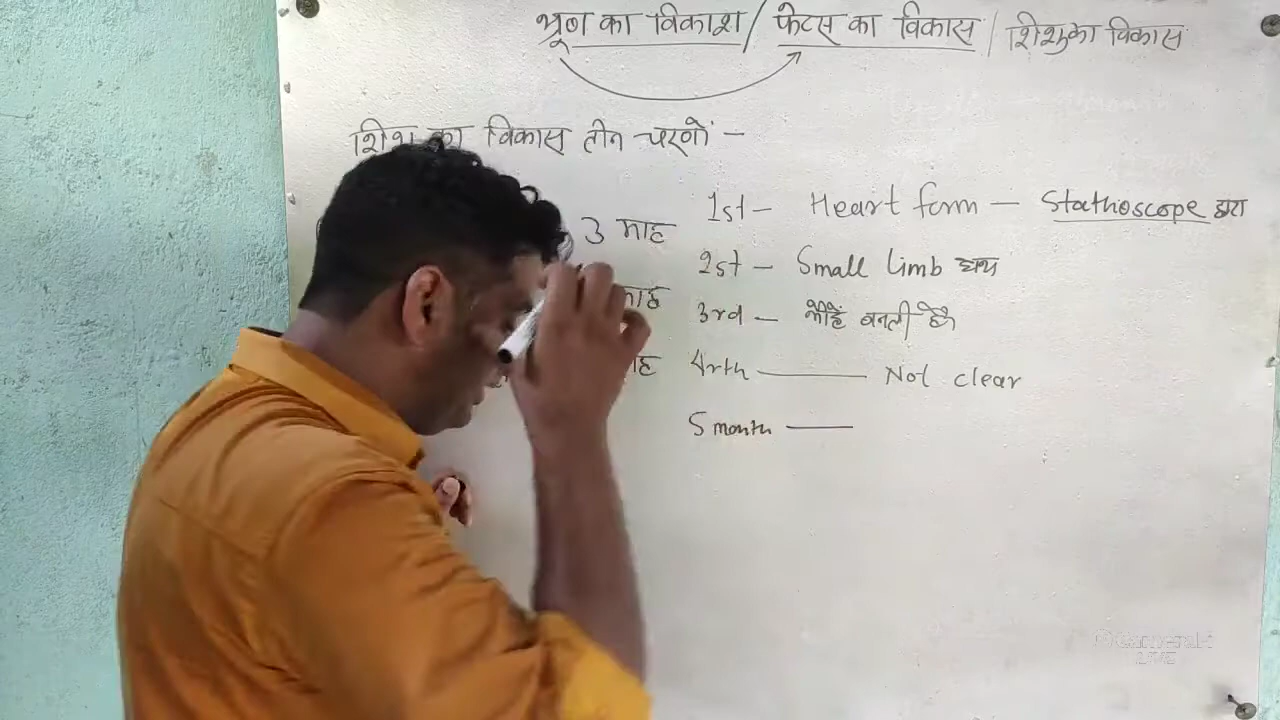 भ्रूण का विकाश / फेटस का विकास / शिशु का विकास
शिशु का विकास तीन चरणों -
3 माह
माह
1st - Heart form - Stathoscope द्वारा
2st - Small limb
3rd - भौहें बनती है
4rth - Not clear
5 month -